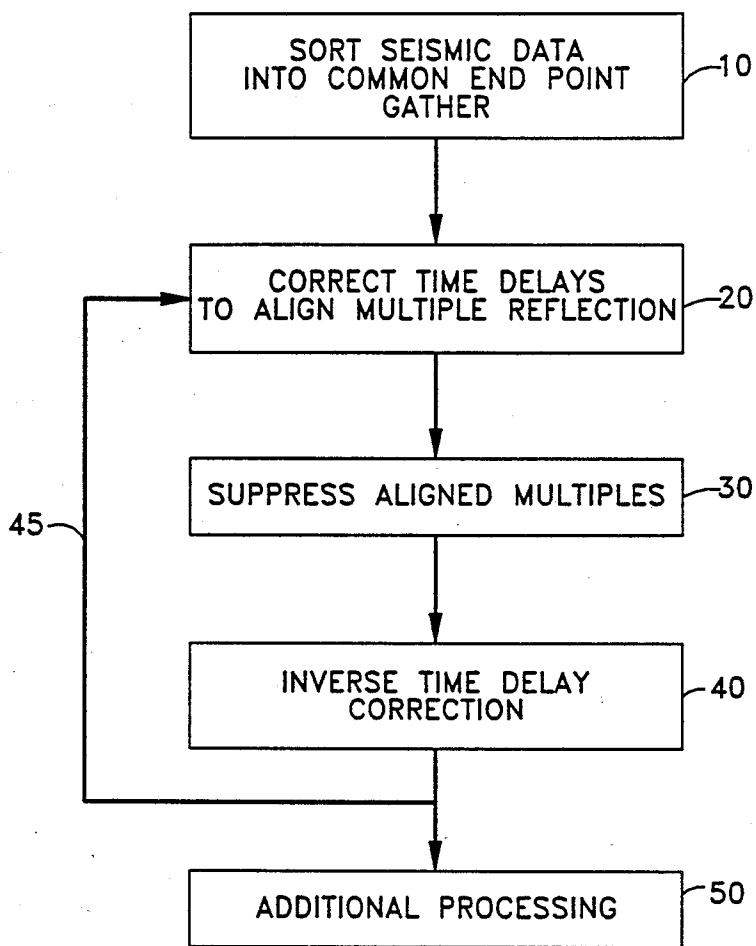 SORT SEISMIC DATA
INTO COMMON END POINT
GATHER
10
CORRECT TIME DELAYS
TO ALIGN MULTIPLE REFLECTION
20
SUPPRESS ALIGNED MULTIPLES
30
45
INVERSE TIME DELAY
CORRECTION
40
ADDITIONAL PROCESSING
50